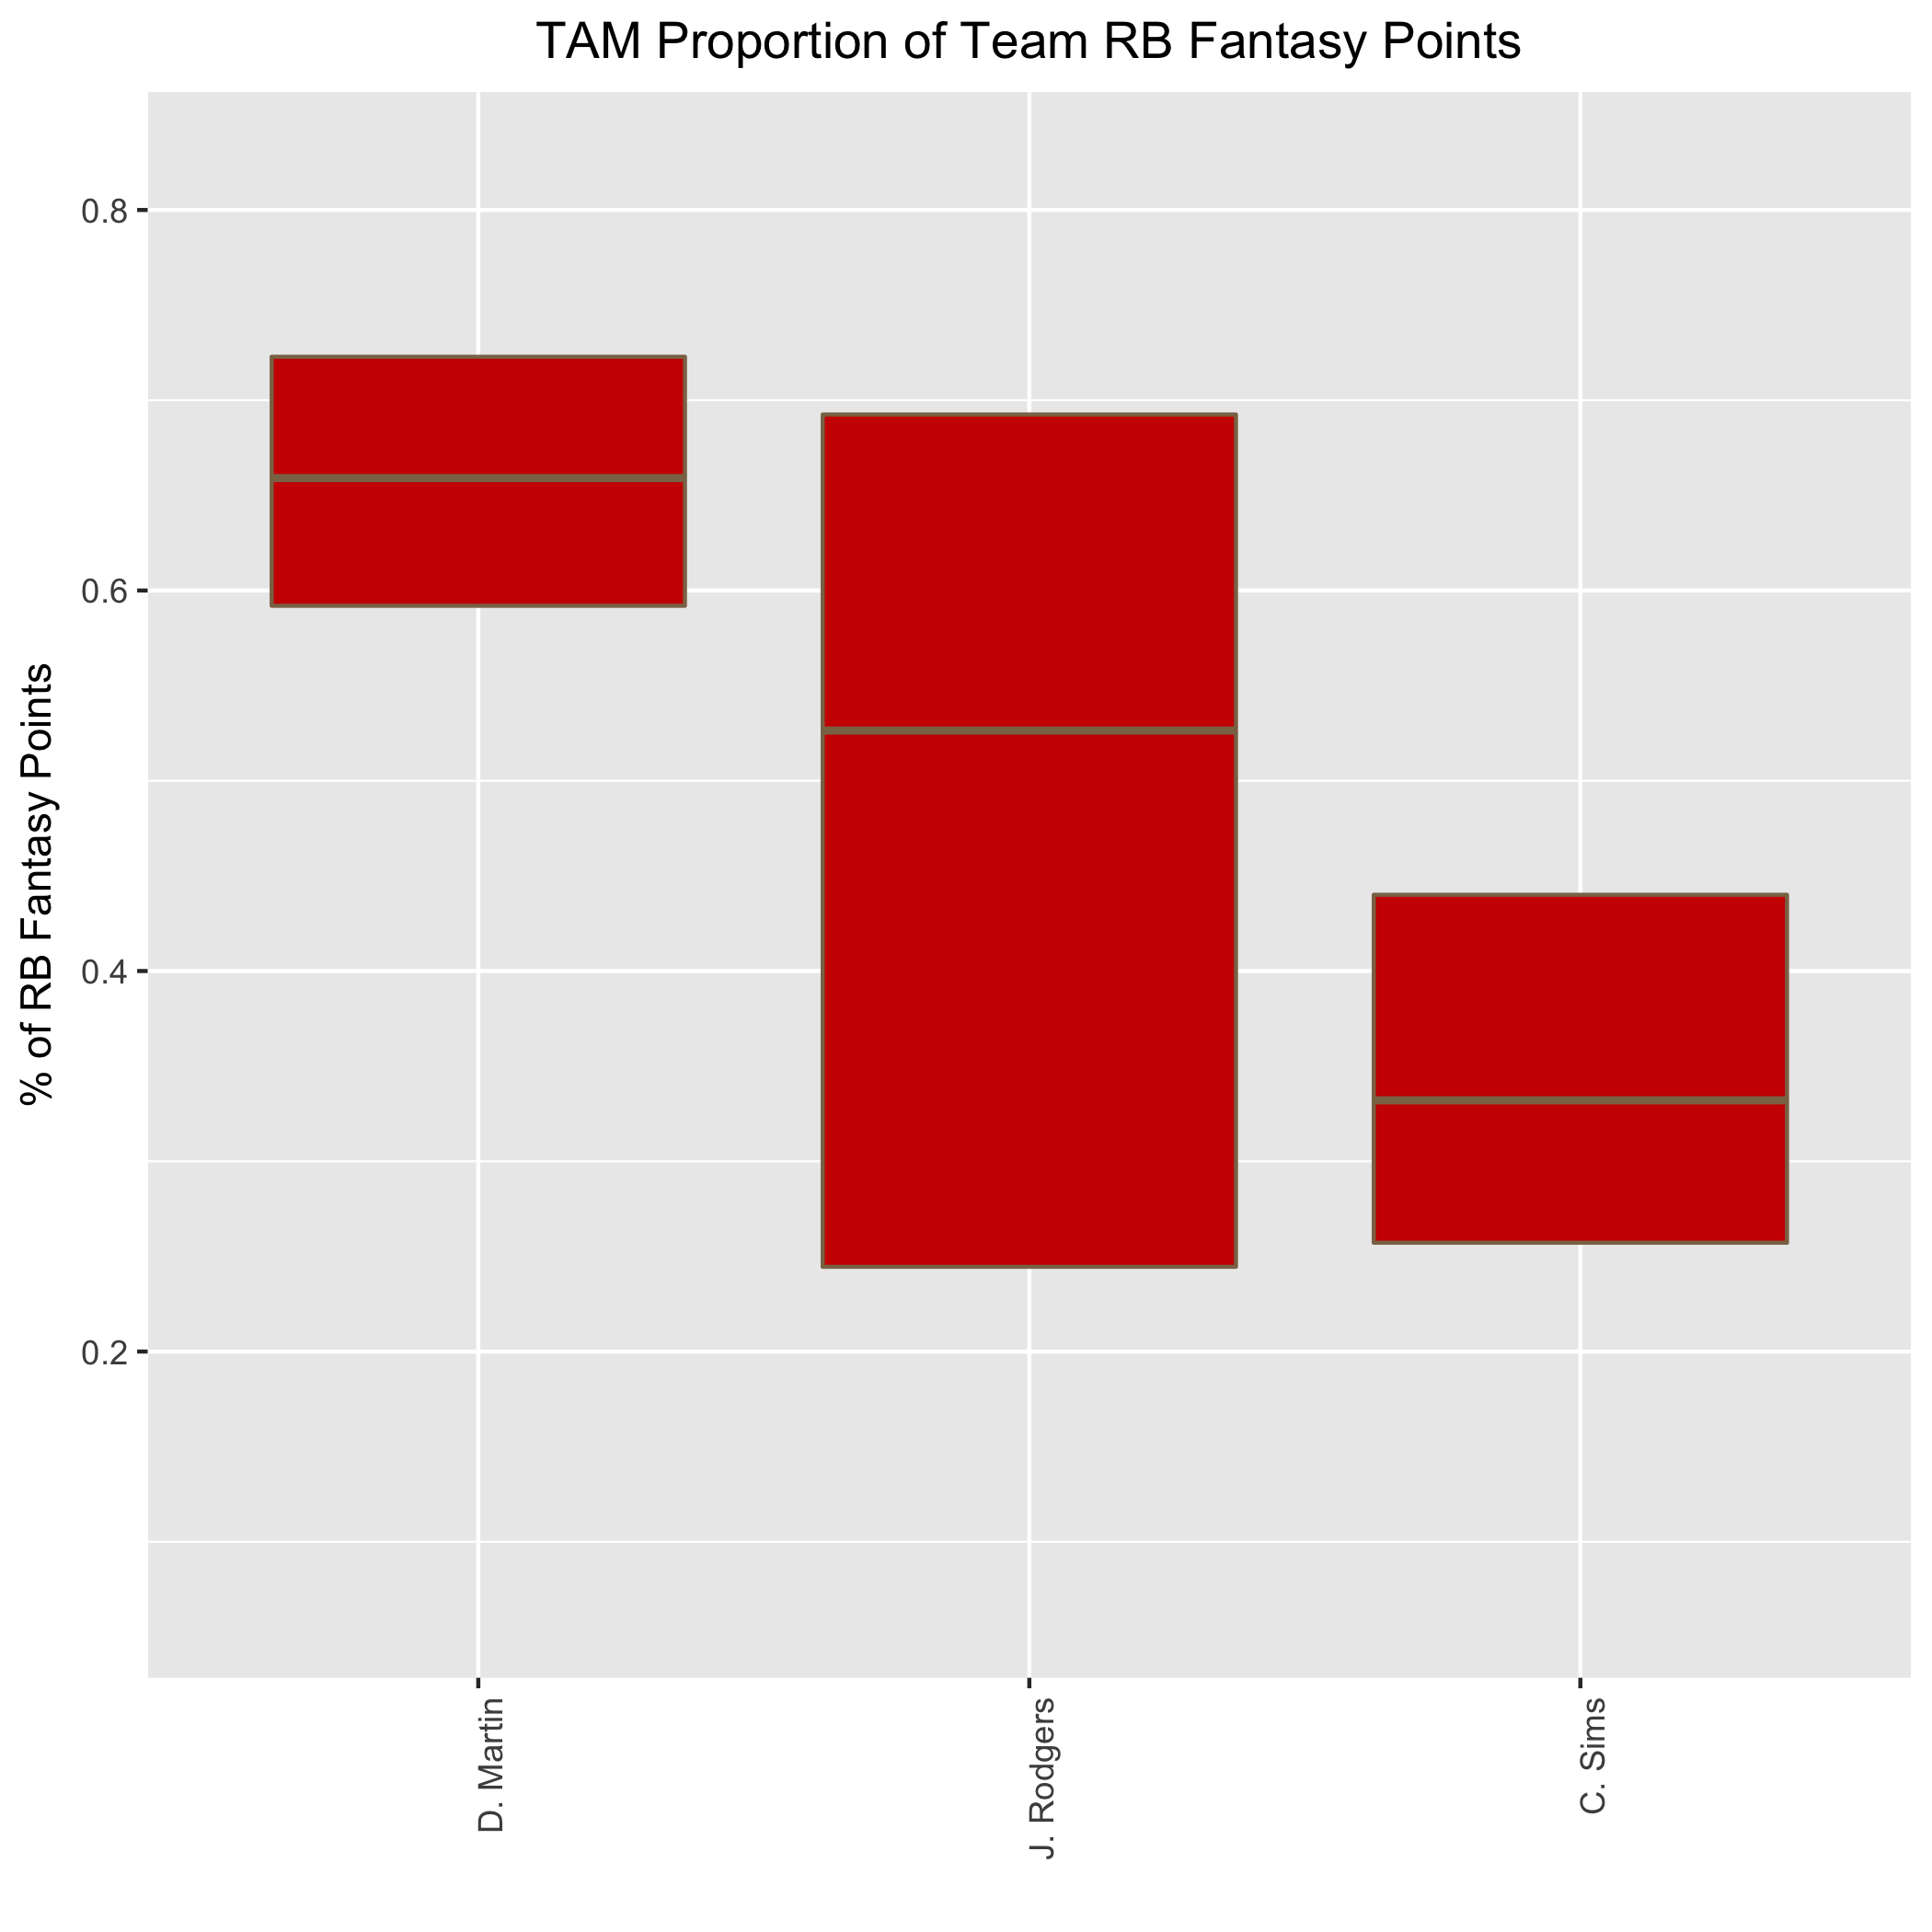 TAM Proportion of Team RB Fantasy Points
% of RB Fantasy Points
0.8
0.6
0.4
0.2
D. Martin
J. Rodgers
C. Sims